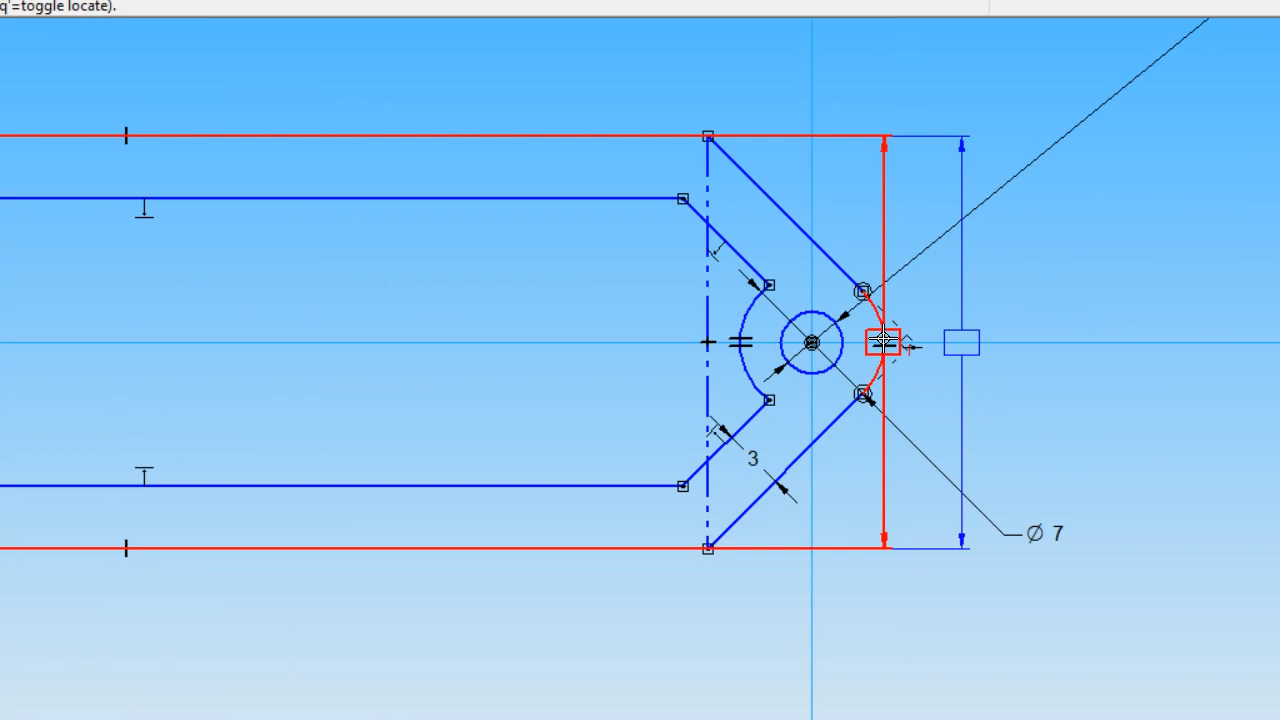 q'=toggle locate).
3
∅ 7